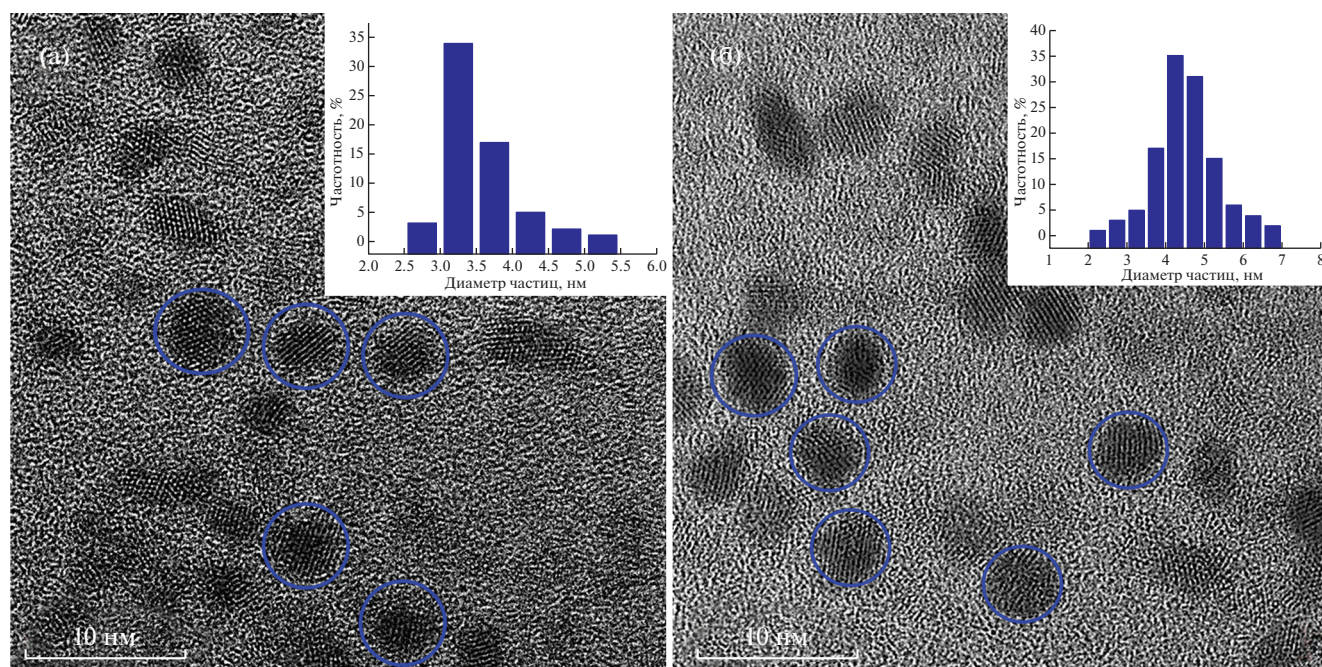 (а)
35
30
25
20
15
10
5
0
Частотность, %
2.0 2.5 3.0 3.5 4.0 4.5 5.0 5.5 6.0
Диаметр частиц, нм
10 нм
(б)
40
35
30
25
20
15
10
5
0
Частотность, %
1 2 3 4 5 6 7 8
Диаметр частиц, нм
10 нм